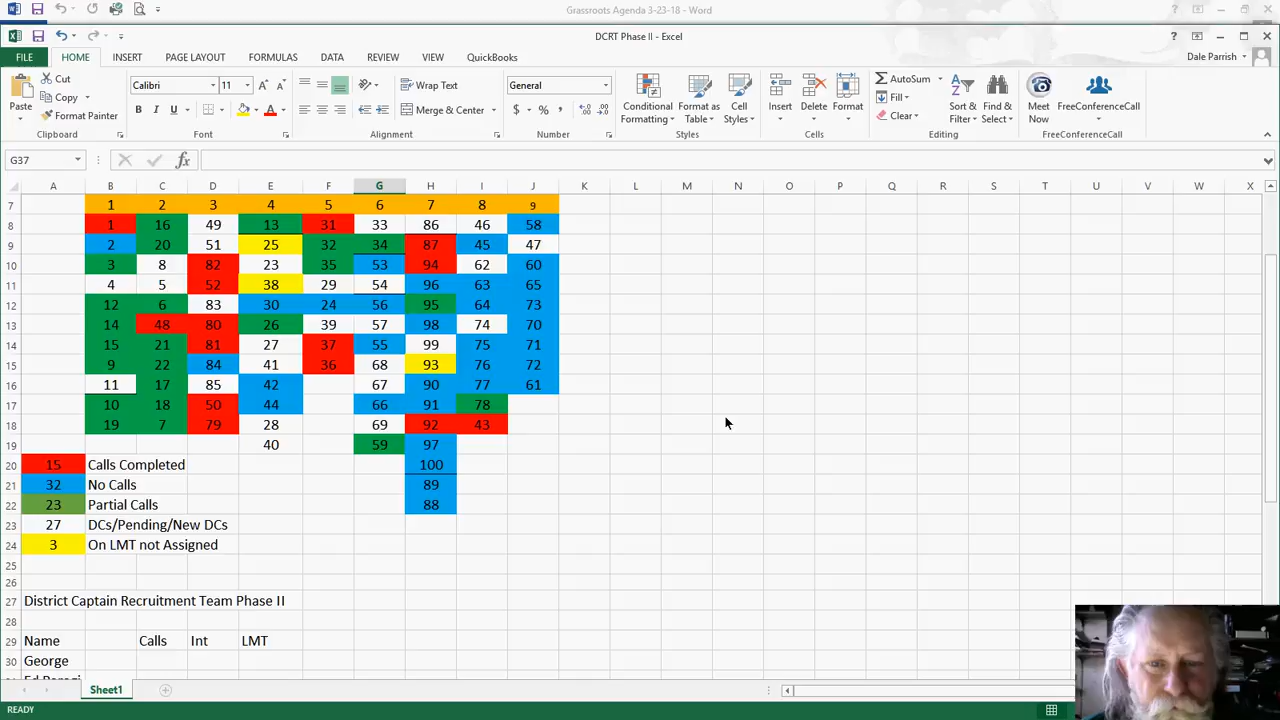 Grassroots Agenda 3-23-18 - Word
DCRT Phase II - Excel
FILE HOME INSERT PAGE LAYOUT FORMULAS DATA REVIEW VIEW QuickBooks Dale Parrish
Paste Cut Copy Format Painter Clipboard
Calibri 11 B I U Font
Wrap Text Merge & Center Alignment
General $ % , Number
Conditional Formatting Format as Table Cell Styles Styles
Insert Delete Format Cells
AutoSum Fill Clear Sort & Filter Find & Select Editing
Meet Now FreeConferenceCall FreeConferenceCall
G37 fx
A B C D E F G H I J K L M N O P Q R S T U V W X
7 1 2 3 4 5 6 7 8 9
8 1 16 49 13 31 33 86 46 58
9 2 20 51 25 32 34 87 45 47
10 3 8 82 23 35 53 94 62 60
11 4 5 52 38 29 54 96 63 65
12 12 6 83 30 24 56 95 64 73
13 14 48 80 26 39 57 98 74 70
14 15 21 81 27 37 55 99 75 71
15 9 22 84 41 36 68 93 76 72
16 11 17 85 42 67 90 77 61
17 10 18 50 44 66 91 78
18 19 7 79 28 69 92 43
19 40 59 97
20 15 Calls Completed 100
21 32 No Calls 89
22 23 Partial Calls 88
23 27 DCs/Pending/New DCs
24 3 On LMT not Assigned
25
26
27 District Captain Recruitment Team Phase II
28
29 Name Calls Int LMT
30 George
Sheet1
READY